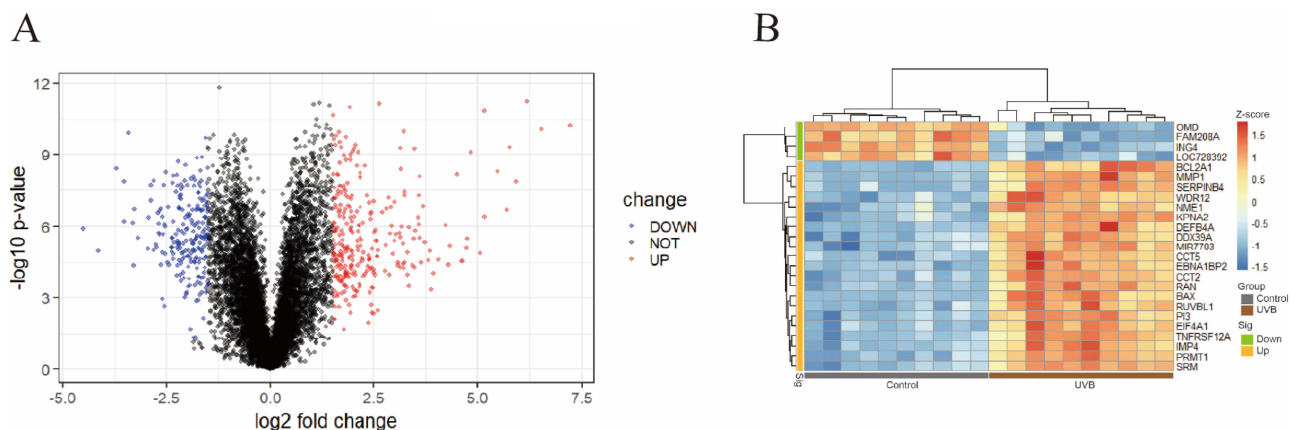 A
12
9
6
3
0
-log10 p-value
-5.0
-2.5
0.0
2.5
5.0
7.5
log2 fold change
change
DOWN
NOT
UP
B
OMD
FAM208A
ING4
LOC728392
BCL2A1
MMP1
SERPINB4
WDR12
NME1
KPNA2
DEFB4A
DDX39A
MIR7703
CCT5
EBNA1BP2
CCT2
RAN
BAX
RUVBL1
PI3
EIF4A1
TNFRSF12A
IMP4
PRMT1
SRM
Sig
Control
UVB
Z-score
1.5
1
0.5
0
-0.5
-1
-1.5
Group
Control
UVB
Sig
Down
Up